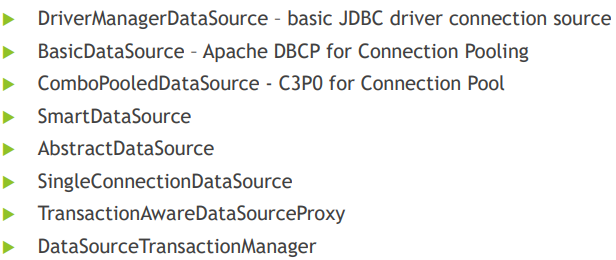 DriverManagerDataSource – basic JDBC driver connection source
BasicDataSource – Apache DBCP for Connection Pooling
ComboPooledDataSource - C3P0 for Connection Pool
SmartDataSource
AbstractDataSource
SingleConnectionDataSource
TransactionAwareDataSourceProxy
DataSourceTransactionManager